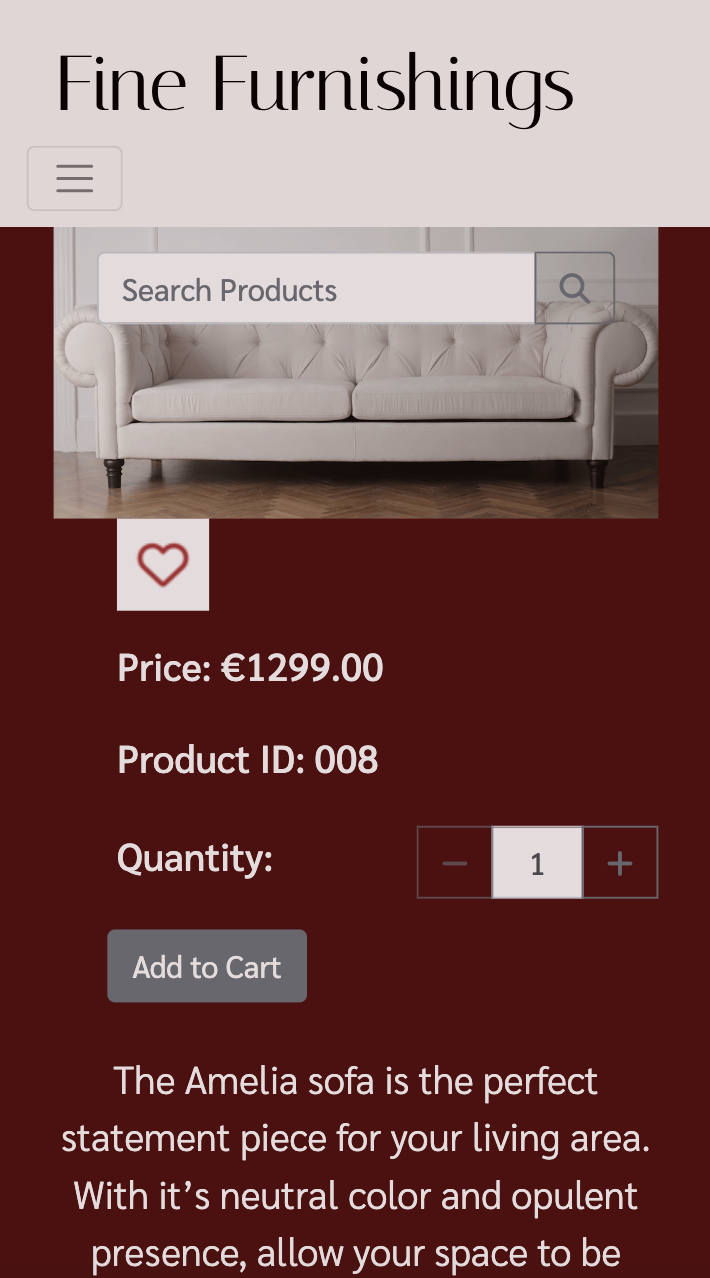 Fine Furnishings
Search Products
Price: €1299.00
Product ID: 008
Quantity:
− 1 +
Add to Cart
The Amelia sofa is the perfect
statement piece for your living area.
With it’s neutral color and opulent
presence, allow your space to be